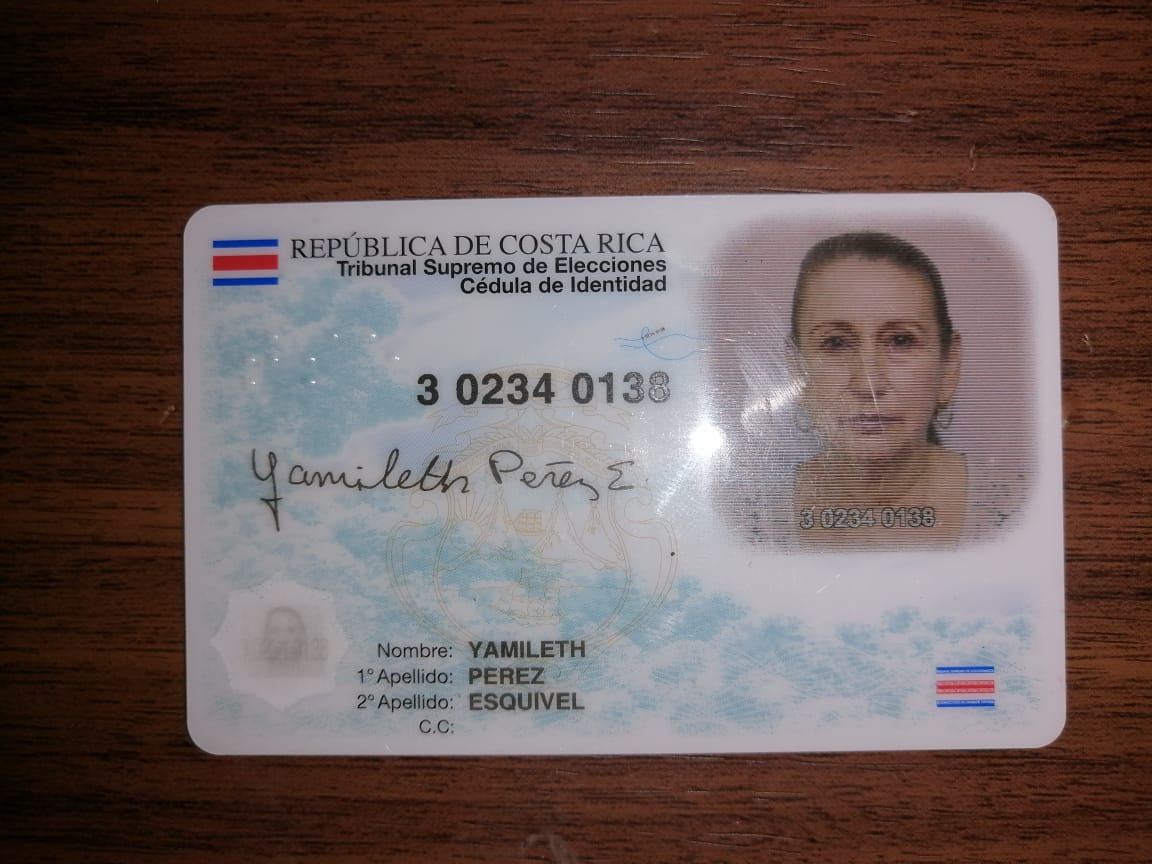 REPÚBLICA DE COSTA RICA
Tribunal Supremo de Elecciones
Cédula de Identidad
3 0234 0138
Yamileth Pérez E.
3 0234 0138
Nombre: YAMILETH
1° Apellido: PEREZ
2° Apellido: ESQUIVEL
C.C: